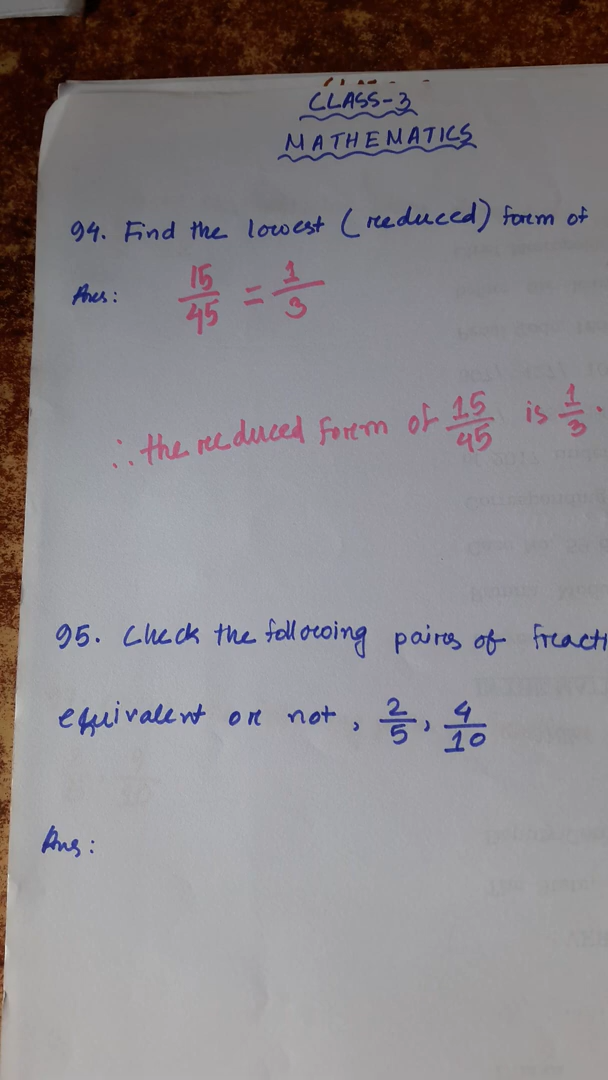 CLASS-3
MATHEMATICS
94. Find the lowest (reduced) form of
Ans: 15/45 = 1/3
∴ the reduced form of 15/45 is 1/3.
95. Check the following pairs of fracti
equivalent or not, 2/5, 4/10
Ans: